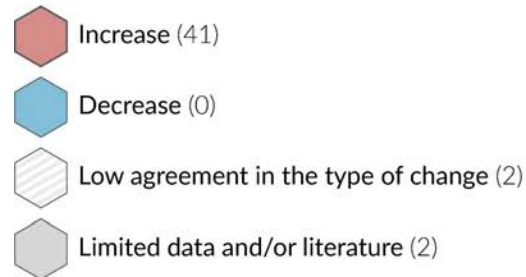 Increase (41)
Decrease (0)
Low agreement in the type of change (2)
Limited data and/or literature (2)